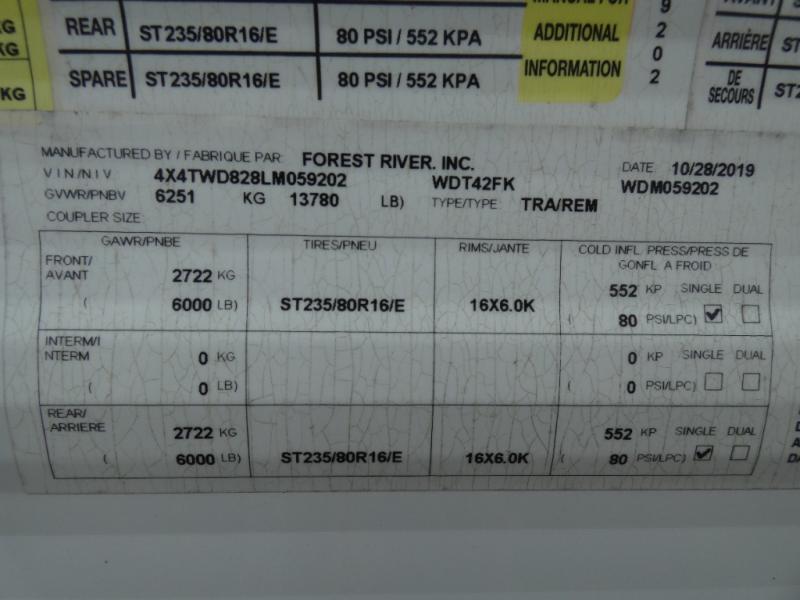 KG
KG
KG
REAR ST235/80R16/E 80 PSI / 552 KPA
SPARE ST235/80R16/E 80 PSI / 552 KPA
ADDITIONAL
INFORMATION
9
2
0
2
ARRIÈRE ST
DE
SECOURS ST2
MANUFACTURED BY / FABRIQUE PAR FOREST RIVER. INC. DATE 10/28/2019
VIN/NIV 4X4TWD828LM059202 WDT42FK WDM059202
GVWR/PNBV 6251 KG 13780 LB) TYPE/TYPE: TRA/REM
COUPLER SIZE:
GAWR/PNBE TIRES/PNEU RIMS/JANTE COLD INFL. PRESS/PRESS DE
GONFL A FROID
FRONT/
AVANT 2722 KG 552 KP SINGLE DUAL
( 6000 LB) ST235/80R16/E 16X6.0K ( 80 PSI/LPC)
INTERM/I
NTERM 0 KG 0 KP SINGLE DUAL
( 0 LB) ( 0 PSI/LPC)
REAR/
ARRIERE 2722 KG 552 KP SINGLE DUAL
( 6000 LB) ST235/80R16/E 16X6.0K ( 80 PSI/LPC)